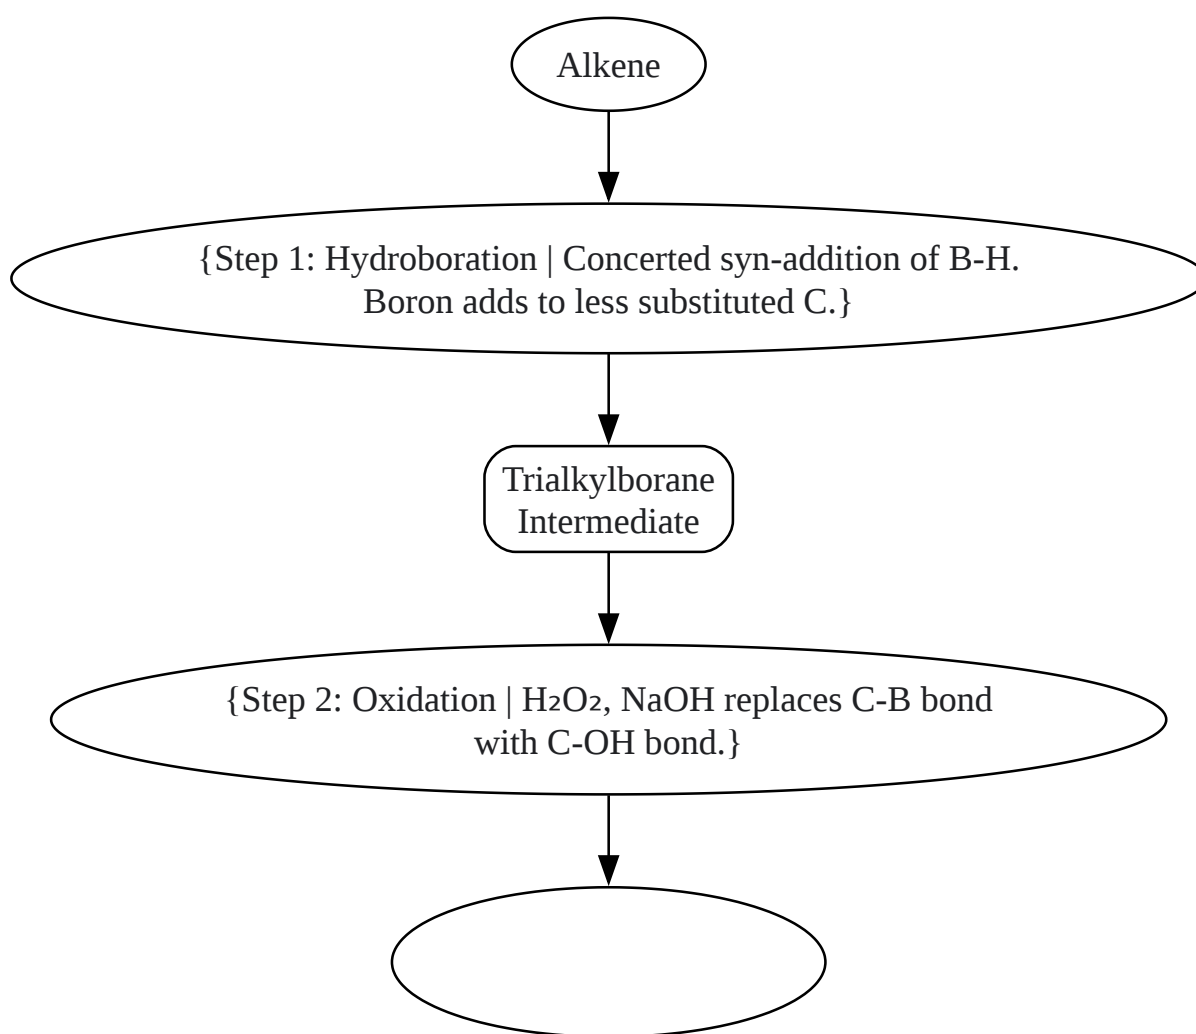 Alkene
{Step 1: Hydroboration | Concerted syn-addition of B-H.
Boron adds to less substituted C.}
Trialkylborane
Intermediate
{Step 2: Oxidation | H₂O₂, NaOH replaces C-B bond
with C-OH bond.}